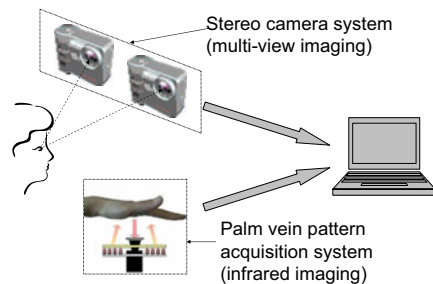 Stereo camera system
(multi-view imaging)
Palm vein pattern
acquisition system
(infrared imaging)